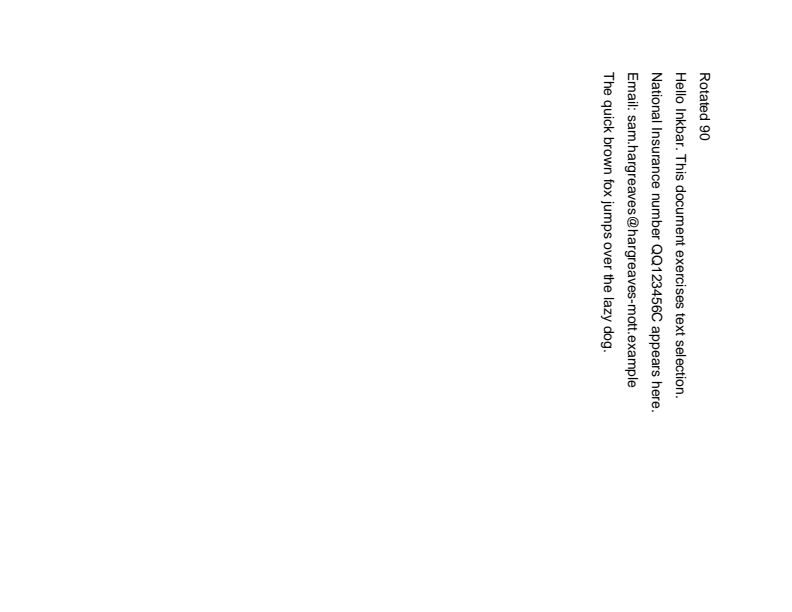 Rotated 90
Hello Inkbar. This document exercises text selection.
National Insurance number QQ123456C appears here.
Email: sam.hargreaves@hargreaves-mott.example
The quick brown fox jumps over the lazy dog.